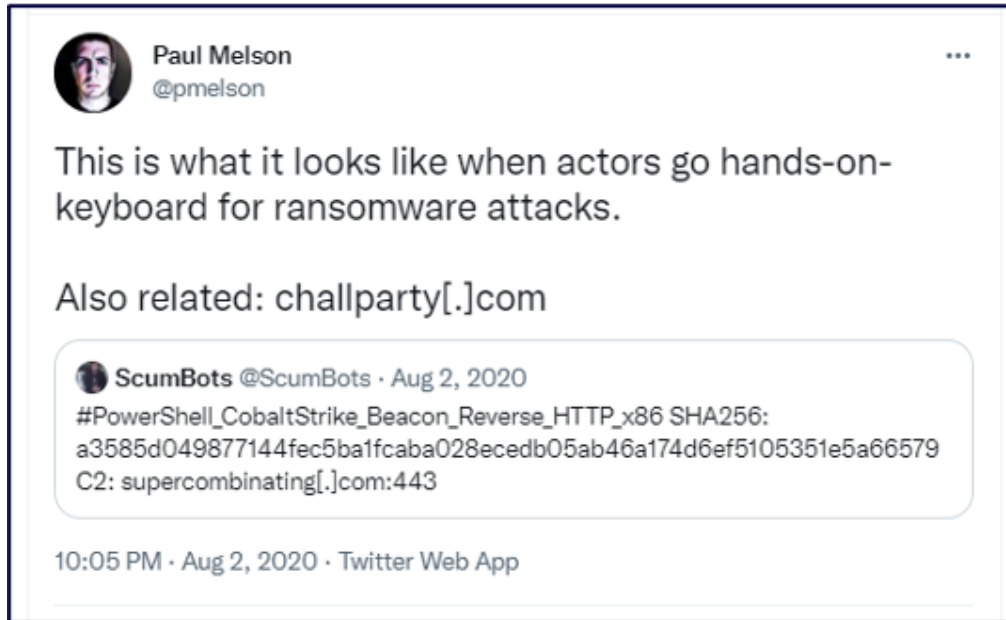 Paul Melson
@pmelson
This is what it looks like when actors go hands-on-
keyboard for ransomware attacks.
Also related: challparty[.]com
ScumBots @ScumBots · Aug 2, 2020
#PowerShell_CobaltStrike_Beacon_Reverse_HTTP_x86 SHA256:
a3585d049877144fec5ba1fcaba028ecedb05ab46a174d6ef5105351e5a66579
C2: supercombinating[.]com:443
10:05 PM · Aug 2, 2020 · Twitter Web App